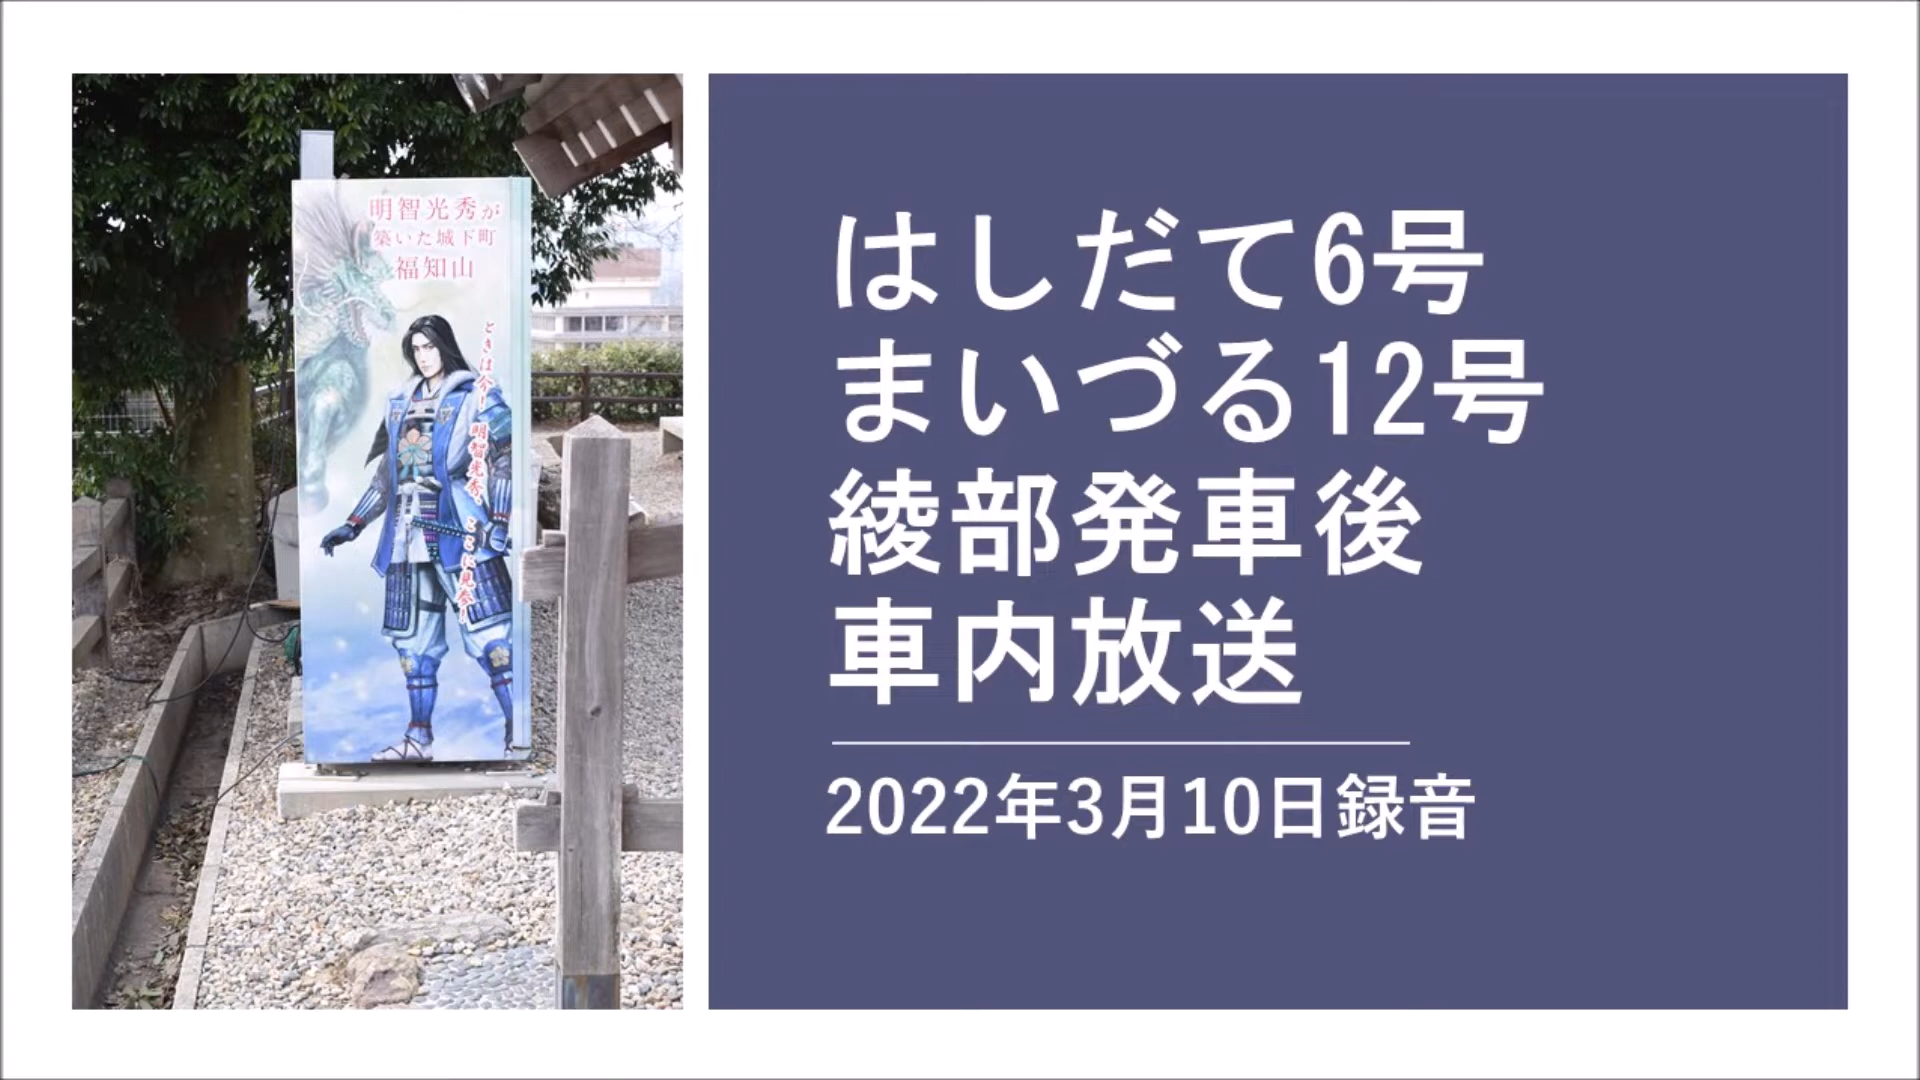 明智光秀が
築いた城下町
福知山
ときは今!明智光秀、ここに見参!
はしだて6号
まいづる12号
綾部発車後
車内放送
2022年3月10日録音